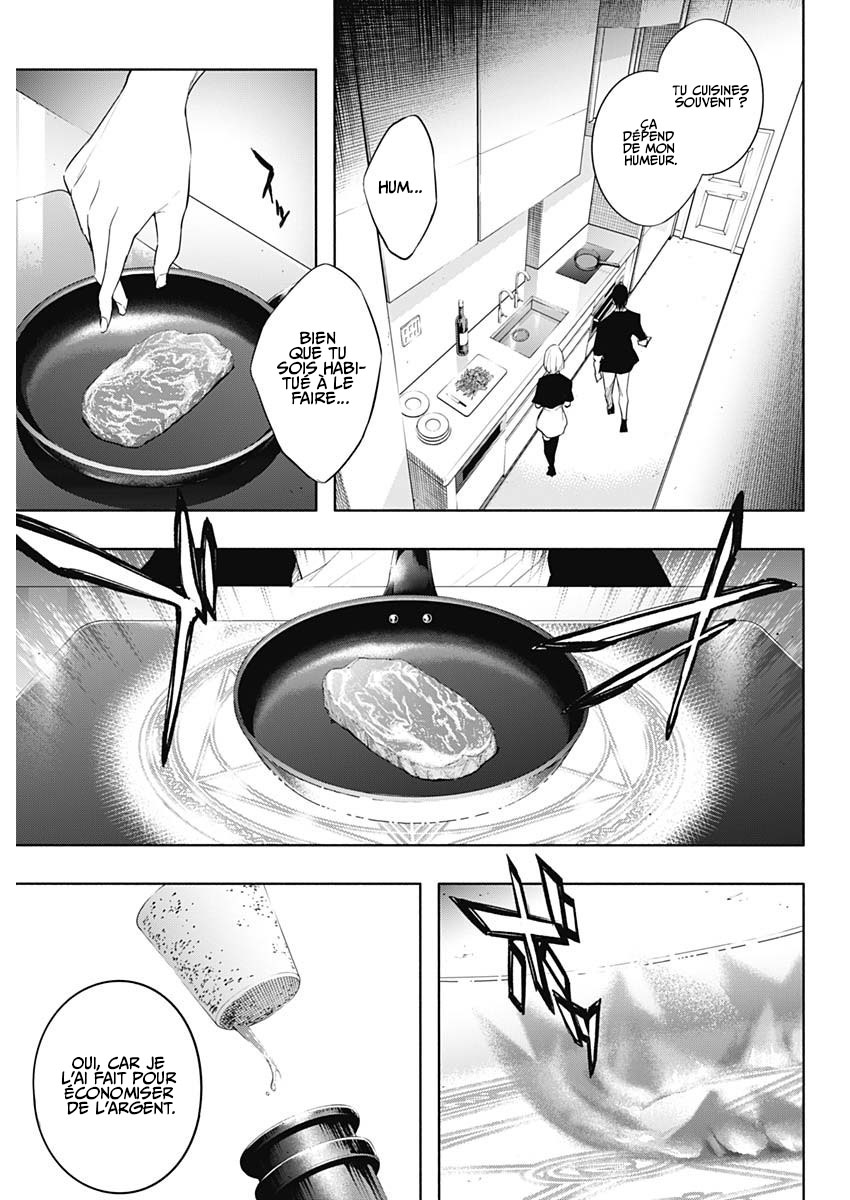 TU CUISINES
SOUVENT ?
ÇA
DÉPEND
DE MON
HUMEUR.
HUM...
BIEN
QUE TU
SOIS HABI-
TUÉ À LE
FAIRE...
OUI, CAR JE
L'AI FAIT POUR
ÉCONOMISER
DE L'ARGENT.